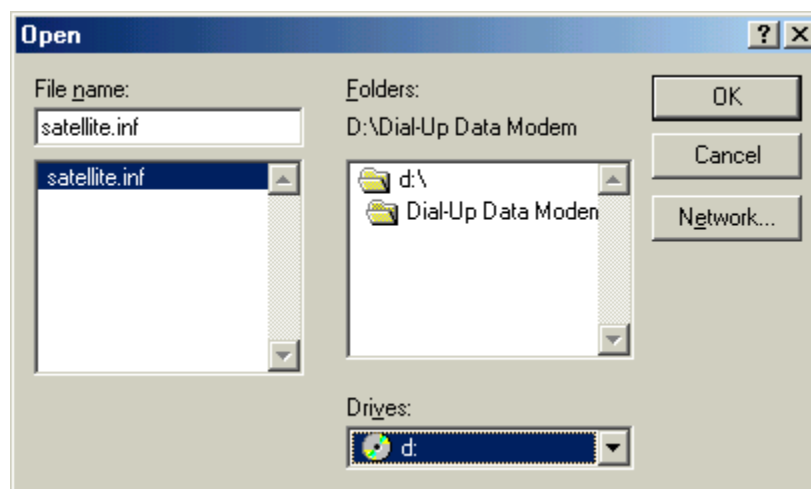 Open
File name:
satellite.inf
satellite.inf
Folders:
D:\Dial-Up Data Modem
d:\
Dial-Up Data Modem
Drives:
d:
OK
Cancel
Network...